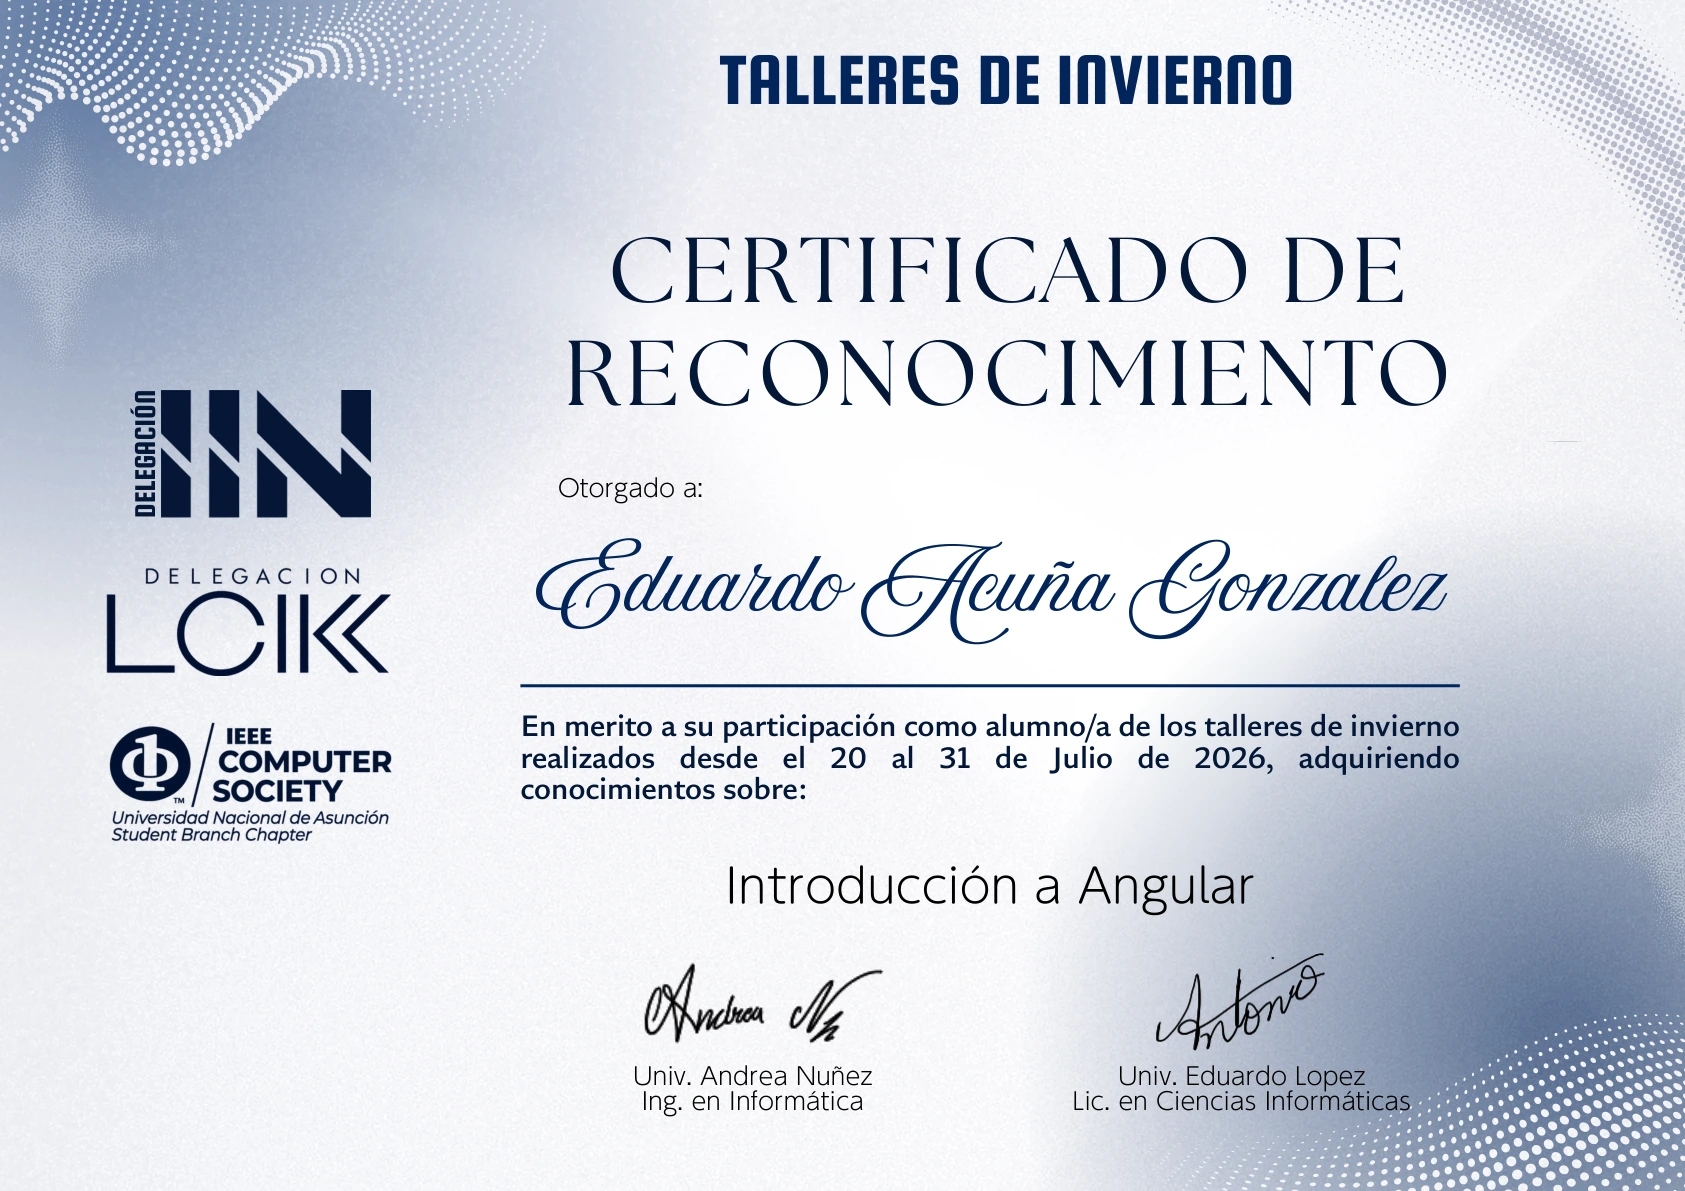 TALLERES DE INVIERNO
CERTIFICADO DE
RECONOCIMIENTO
DELEGACIÓN
IIN
DELEGACION
LCIK
IEEE
COMPUTER
SOCIETY
TM
Universidad Nacional de Asunción
Student Branch Chapter
Otorgado a:
Eduardo Acuña Gonzalez
En merito a su participación como alumno/a de los talleres de invierno
realizados desde el 20 al 31 de Julio de 2026, adquiriendo
conocimientos sobre:
Introducción a Angular
Andrea N
Antonio
Univ. Andrea Nuñez
Ing. en Informática
Univ. Eduardo Lopez
Lic. en Ciencias Informáticas